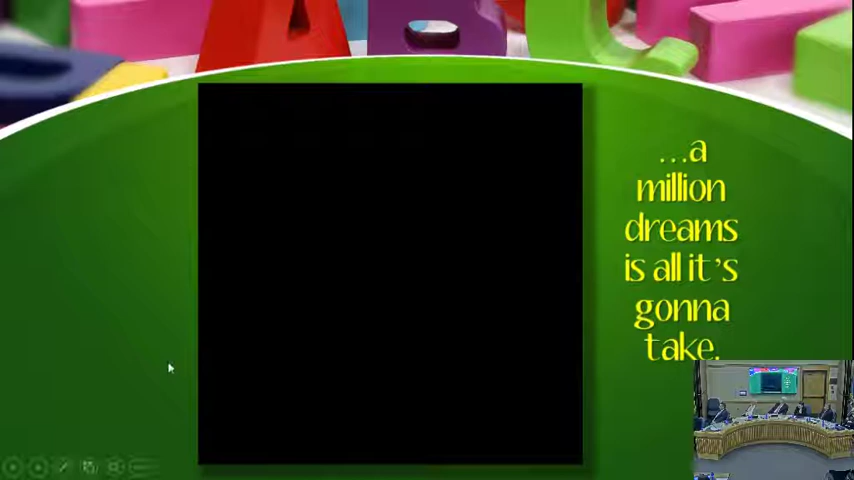 ...a
million
dreams
is all it's
gonna
take.